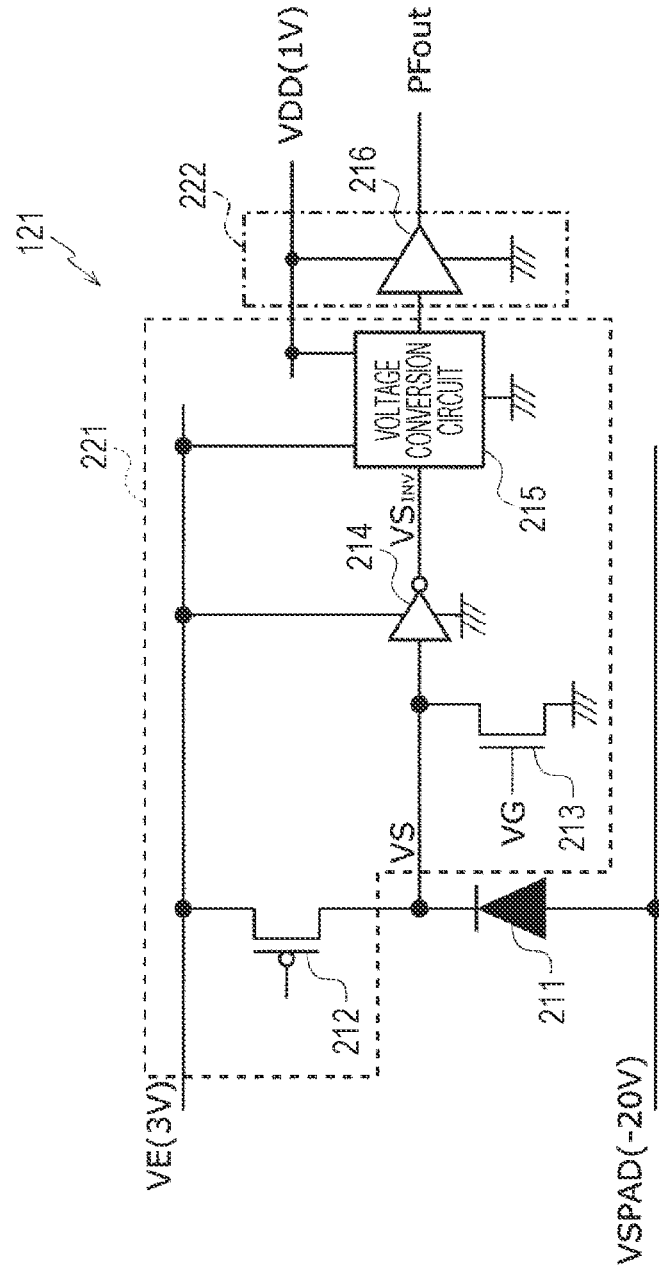 121
VE(3V)
221
222
VDD(1V)
216
PFout
VOLTAGE
CONVERSION
CIRCUIT
215
VSINV
214
VS
VG
213
212
211
VSPAD(-20V)